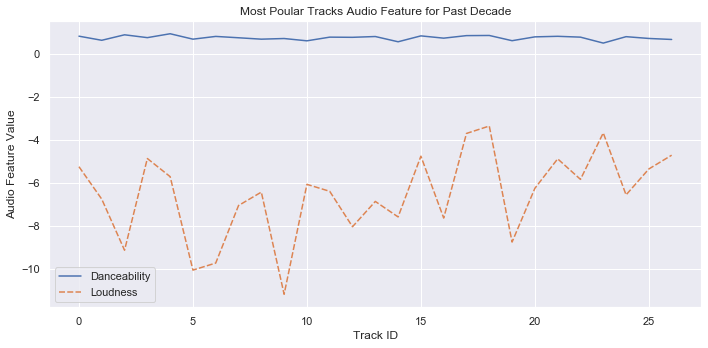 Most Poular Tracks Audio Feature for Past Decade
Audio Feature Value
0
−2
−4
−6
−8
−10
Danceability
Loudness
0 5 10 15 20 25
Track ID